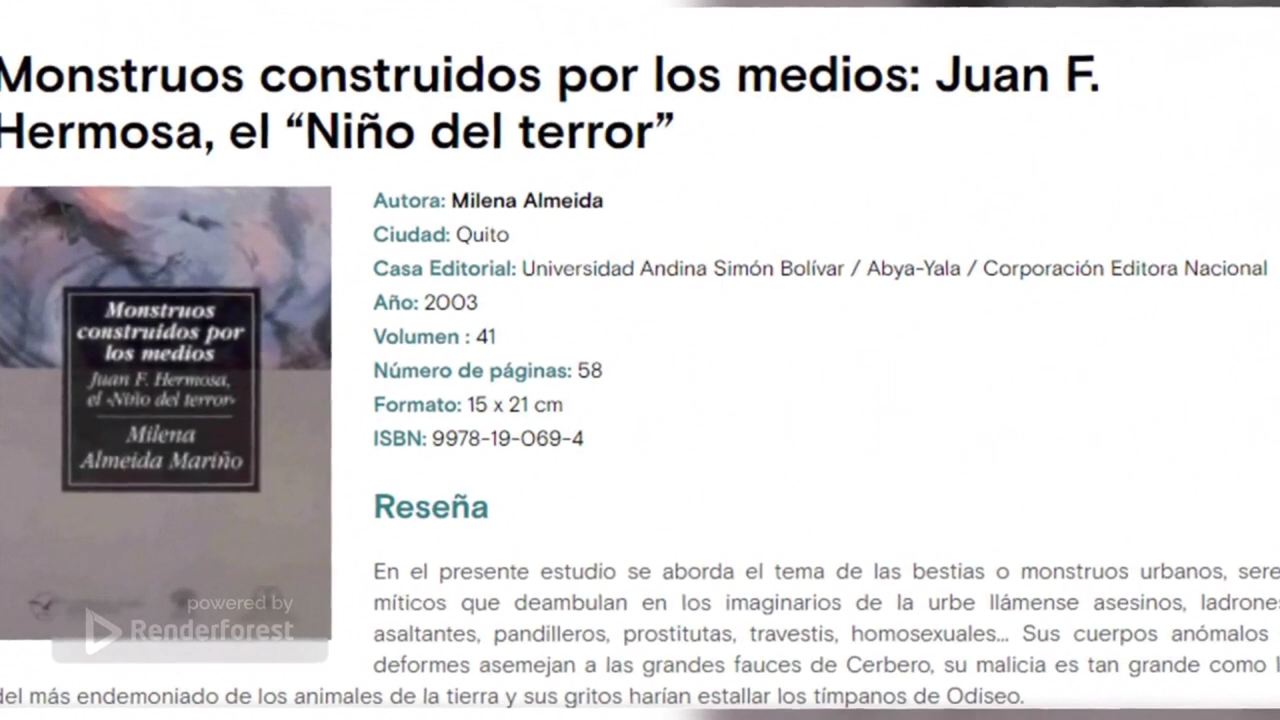 Monstruos construidos por los medios: Juan F.
Hermosa, el “Niño del terror”
Monstruos
construidos por
los medios
Juan F. Hermosa,
el «Niño del terror»
Milena
Almeida Mariño
powered by
Renderforest
Autora: Milena Almeida
Ciudad: Quito
Casa Editorial: Universidad Andina Simón Bolívar / Abya-Yala / Corporación Editora Nacional
Año: 2003
Volumen : 41
Número de páginas: 58
Formato: 15 x 21 cm
ISBN: 9978-19-069-4
Reseña
En el presente estudio se aborda el tema de las bestias o monstruos urbanos, sere
míticos que deambulan en los imaginarios de la urbe llámense asesinos, ladrones
asaltantes, pandilleros, prostitutas, travestis, homosexuales... Sus cuerpos anómalos
deformes asemejan a las grandes fauces de Cerbero, su malicia es tan grande como l
del más endemoniado de los animales de la tierra y sus gritos harían estallar los tímpanos de Odiseo.